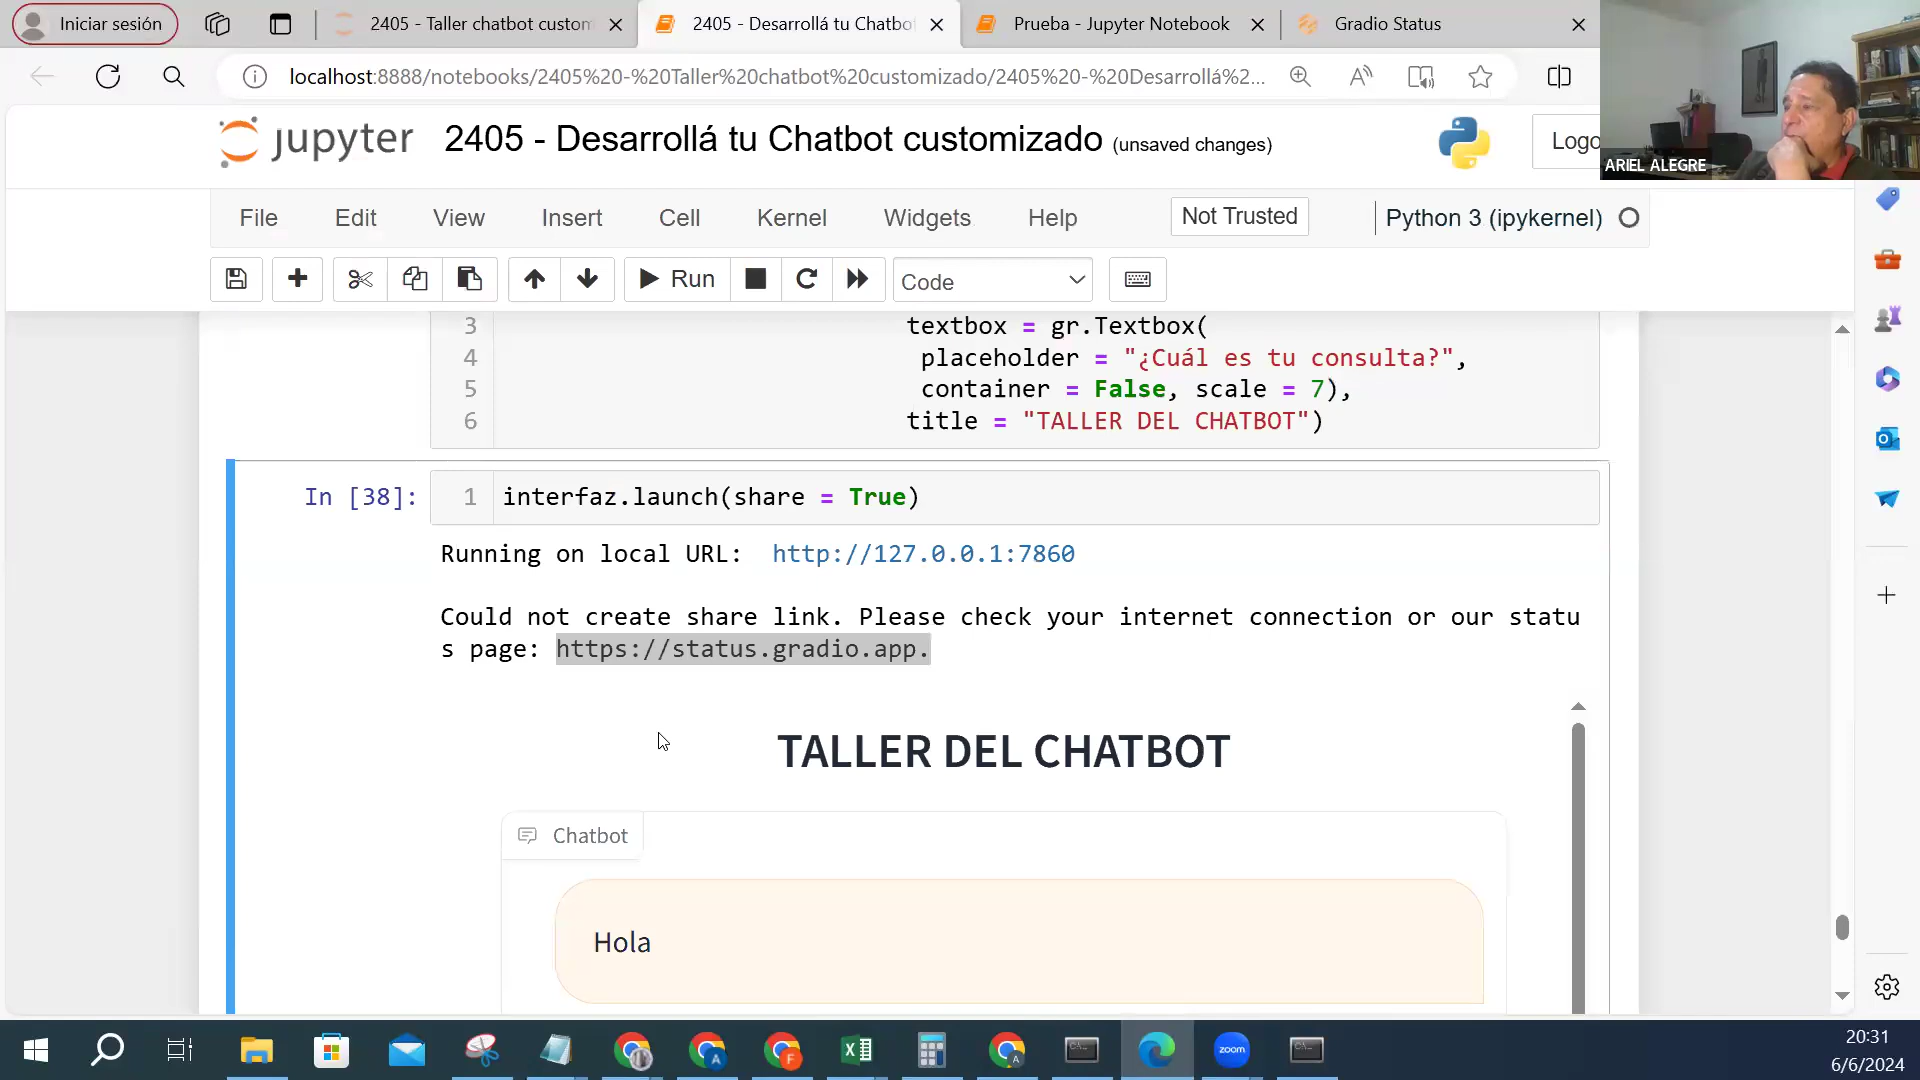 Iniciar sesión
2405 - Taller chatbot custom
2405 - Desarrollá tu Chatbo
Prueba - Jupyter Notebook
Gradio Status
localhost:8888/notebooks/2405%20-%20Taller%20chatbot%20customizado/2405%20-%20Desarrollá%2...
jupyter
2405 - Desarrollá tu Chatbot customizado (unsaved changes)
Logo
ARIEL ALEGRE
File Edit View Insert Cell Kernel Widgets Help
Not Trusted
Python 3 (ipykernel)
Run
Code
3 textbox = gr.Textbox(
4 placeholder = "¿Cuál es tu consulta?",
5 container = False, scale = 7),
6 title = "TALLER DEL CHATBOT")
In [38]: 1 interfaz.launch(share = True)
Running on local URL: http://127.0.0.1:7860
Could not create share link. Please check your internet connection or our statu
s page: https://status.gradio.app.
TALLER DEL CHATBOT
Chatbot
Hola
zoom
20:31
6/6/2024